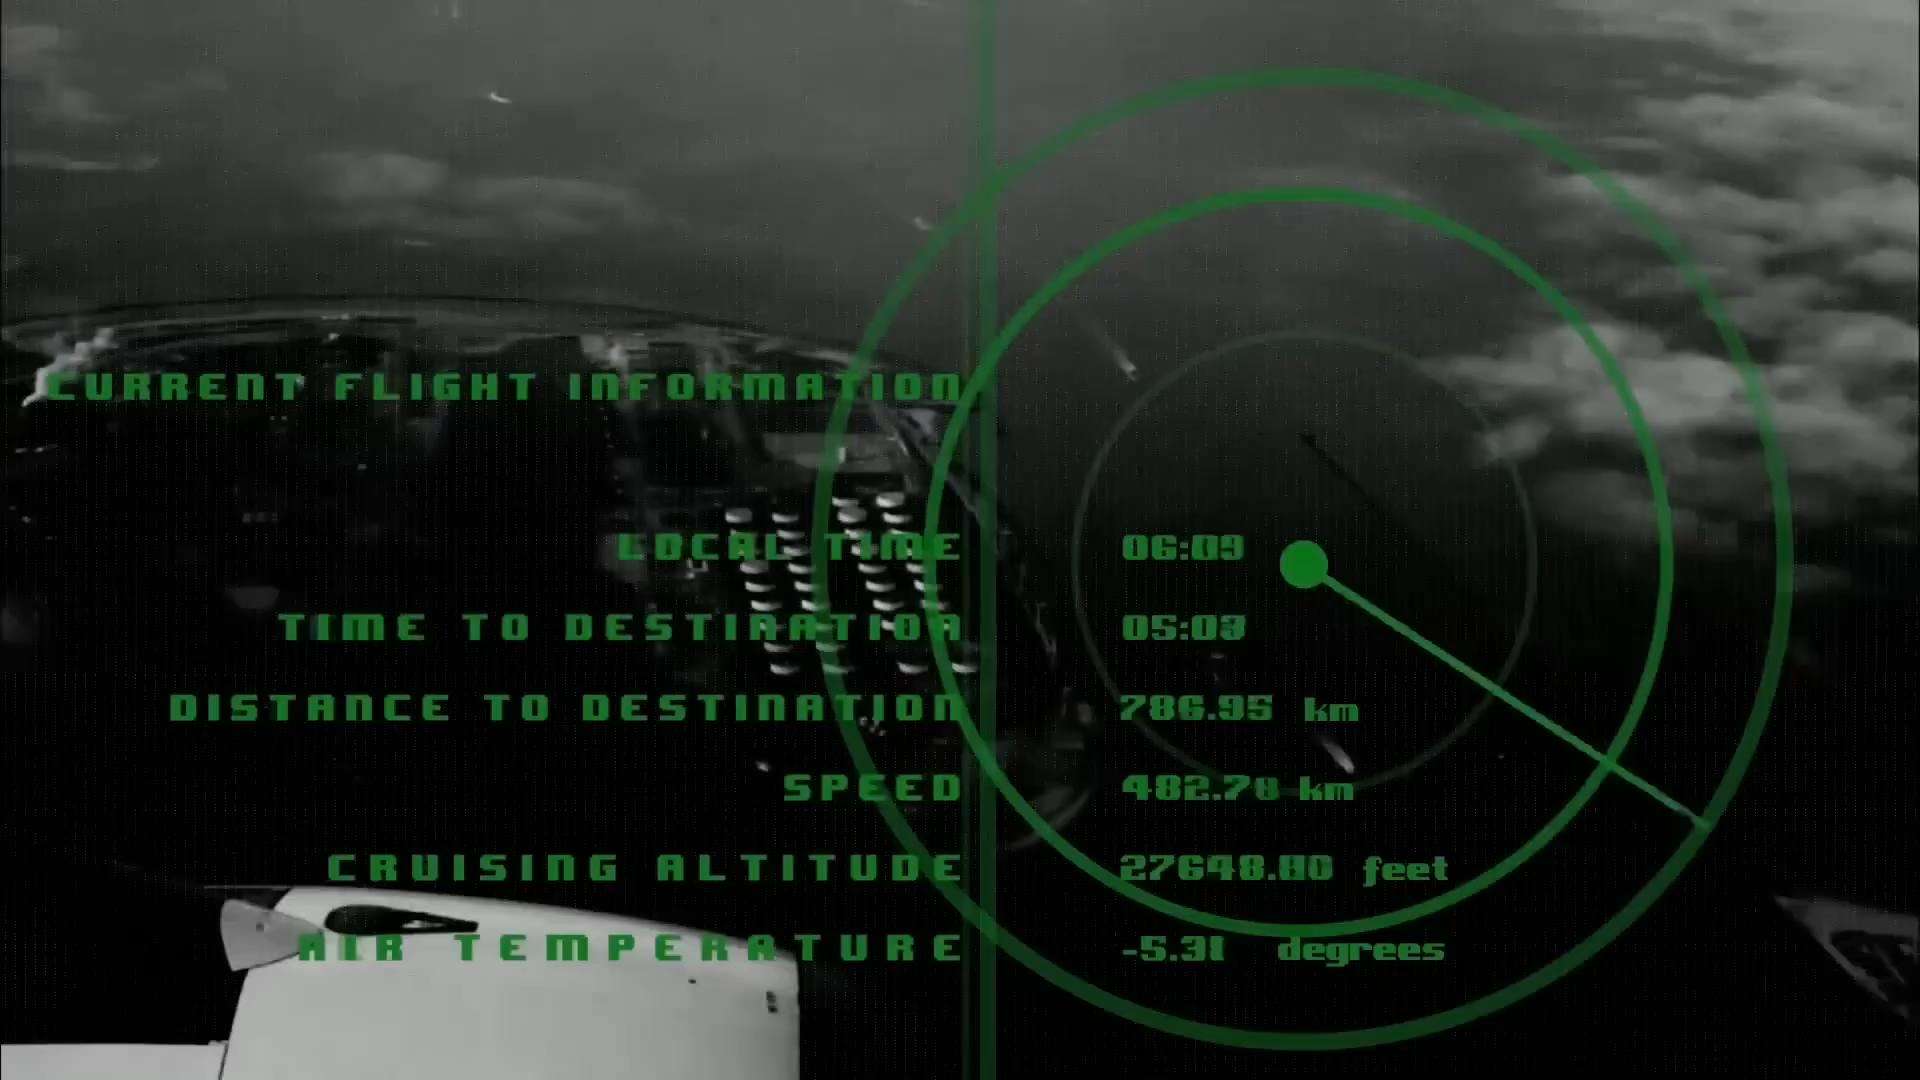 CURRENT FLIGHT INFORMATION
LOCAL TIME 06:09
TIME TO DESTINATION 05:03
DISTANCE TO DESTINATION 786.95 km
SPEED 482.78 km
CRUISING ALTITUDE 27648.80 feet
AIR TEMPERATURE -5.31 degrees